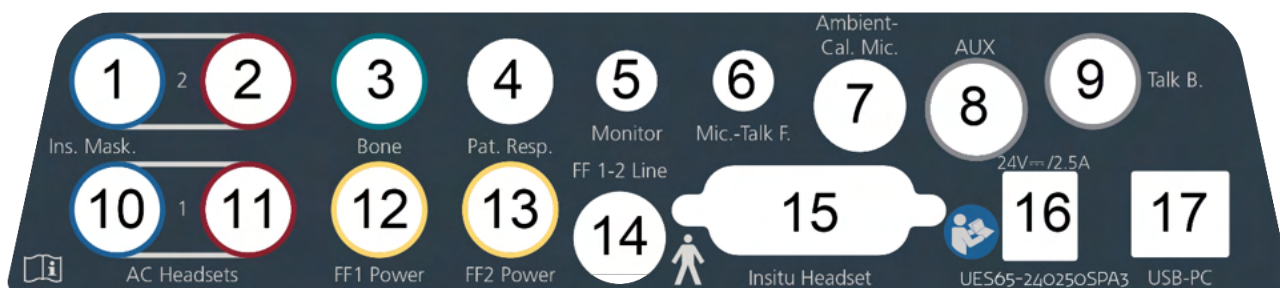 Ambient-
Cal. Mic.
AUX
1 2 2 3 4 5 6 7 8 9 Talk B.
Ins. Mask. Bone Pat. Resp. Monitor Mic.-Talk F.
FF 1-2 Line 24V⎓/2.5A
10 1 11 12 13 14 15 16 17
AC Headsets FF1 Power FF2 Power Insitu Headset UES65-240250SPA3 USB-PC